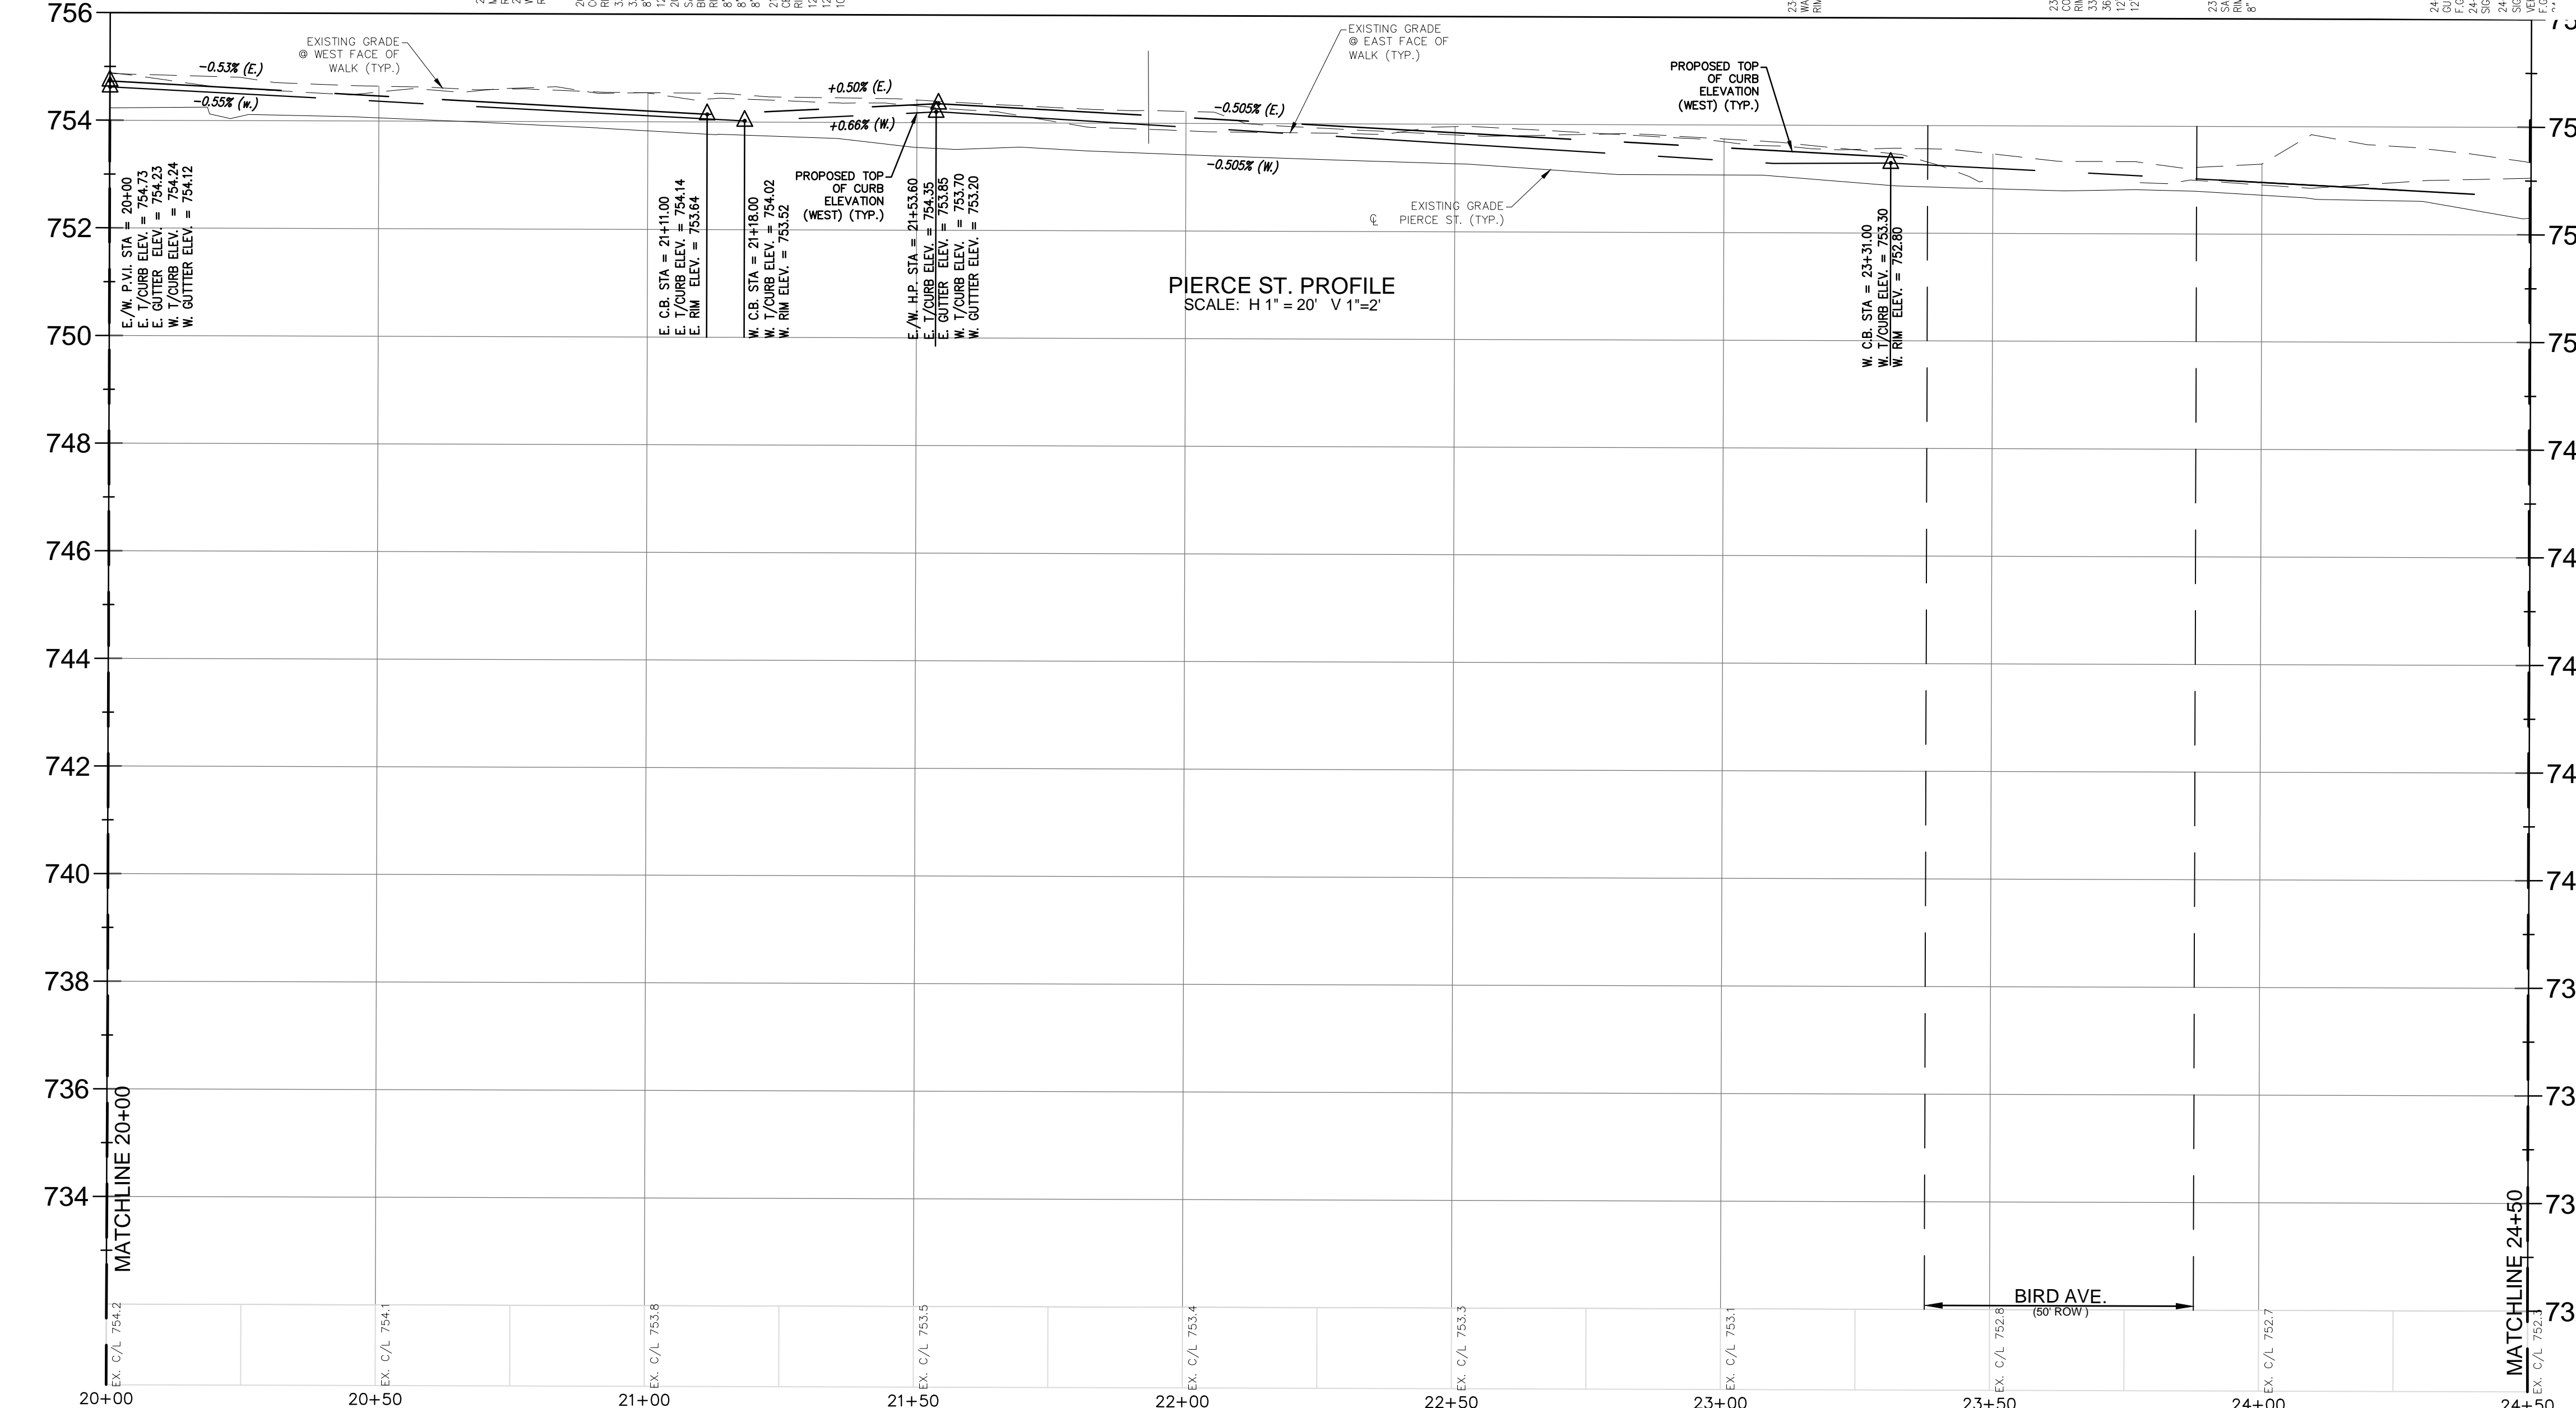 756
754
752
750
748
746
744
742
740
738
736
734
EXISTING GRADE
@ WEST FACE OF
WALK (TYP.)
-0.53% (E.)
-0.55% (w.)
+0.50% (E.)
+0.66% (W.)
EXISTING GRADE
@ EAST FACE OF
WALK (TYP.)
-0.505% (E.)
-0.505% (W.)
PROPOSED TOP
OF CURB
ELEVATION
(WEST) (TYP.)
PROPOSED TOP
OF CURB
ELEVATION
(WEST) (TYP.)
EXISTING GRADE
℄ PIERCE ST. (TYP.)
E./W. P.V.I. STA = 20+00
E. T/CURB ELEV. = 754.73
E. GUTTER ELEV. = 754.23
W. T/CURB ELEV. = 754.24
W. GUTTER ELEV. = 754.12
E. C.B. STA = 21+11.00
E. T/CURB ELEV. = 754.14
E. RIM ELEV. = 753.64
W. C.B. STA = 21+18.00
W. T/CURB ELEV. = 754.02
W. RIM ELEV. = 753.52
E./W. H.P. STA = 21+53.60
E. T/CURB ELEV. = 754.35
E. GUTTER ELEV. = 753.85
W. T/CURB ELEV. = 753.70
W. GUTTER ELEV. = 753.20
W. C.B. STA = 23+31.00
W. T/CURB ELEV. = 753.30
W. RIM ELEV. = 752.80
PIERCE ST. PROFILE
SCALE: H 1" = 20' V 1"=2'
MATCHLINE 20+00
MATCHLINE 24+50
BIRD AVE.
(50' ROW )
EX. C/L 754.2
EX. C/L 754.1
EX. C/L 753.8
EX. C/L 753.5
EX. C/L 753.4
EX. C/L 753.3
EX. C/L 753.1
EX. C/L 752.8
EX. C/L 752.7
EX. C/L 752.3
20+00
20+50
21+00
21+50
22+00
22+50
23+00
23+50
24+00
24+50